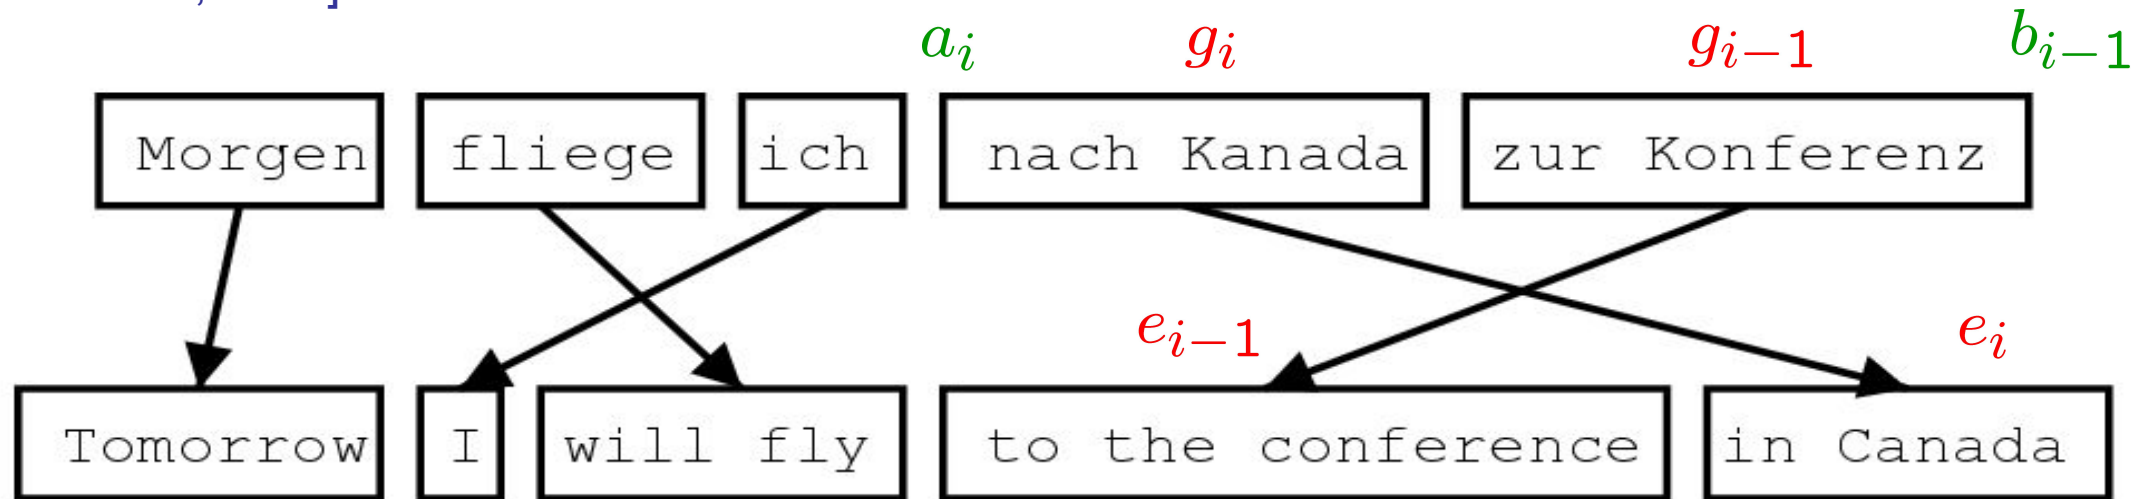 a_i g_i g_{i-1} b_{i-1}
Morgen fliege ich nach Kanada zur Konferenz
e_{i-1} e_i
Tomorrow I will fly to the conference in Canada